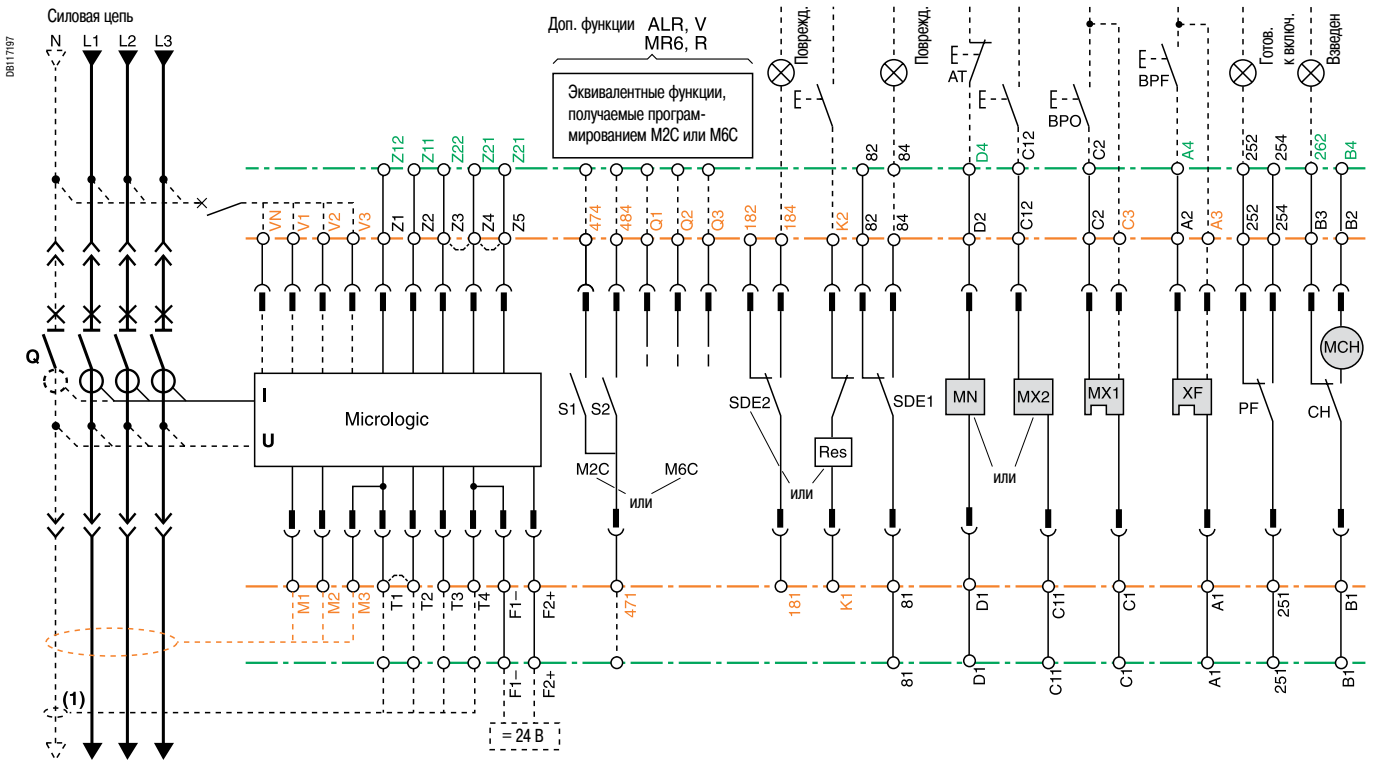 DB117197
Силовая цепь
N
L1
L2
L3
Доп. функции ALR, V
MR6, R
Эквивалентные функции,
получаемые програм-
мированием M2C или M6C
Поврежд.
Поврежд.
AT
BPO
BPF
Готов.
к включ.
Взведен
Z12
Z11
Z22
Z21
Z21
82
84
D4
C12
C2
A4
252
254
262
B4
VN
V1
V2
V3
Z1
Z2
Z3
Z4
Z5
474
484
Q1
Q2
Q3
182
184
K2
82
84
D2
C12
C2
C3
A2
A3
252
254
B3
B2
Q
I
U
Micrologic
S1
S2
M2C
или
M6C
SDE2
или
Res
SDE1
MN
MX2
или
MX1
XF
PF
CH
MCH
M1
M2
M3
T1
T2
T3
T4
F1–
F2+
471
181
K1
81
D1
C11
C1
A1
251
B1
F1–
F2+
81
D1
C11
C1
A1
251
B1
(1)
= 24 В